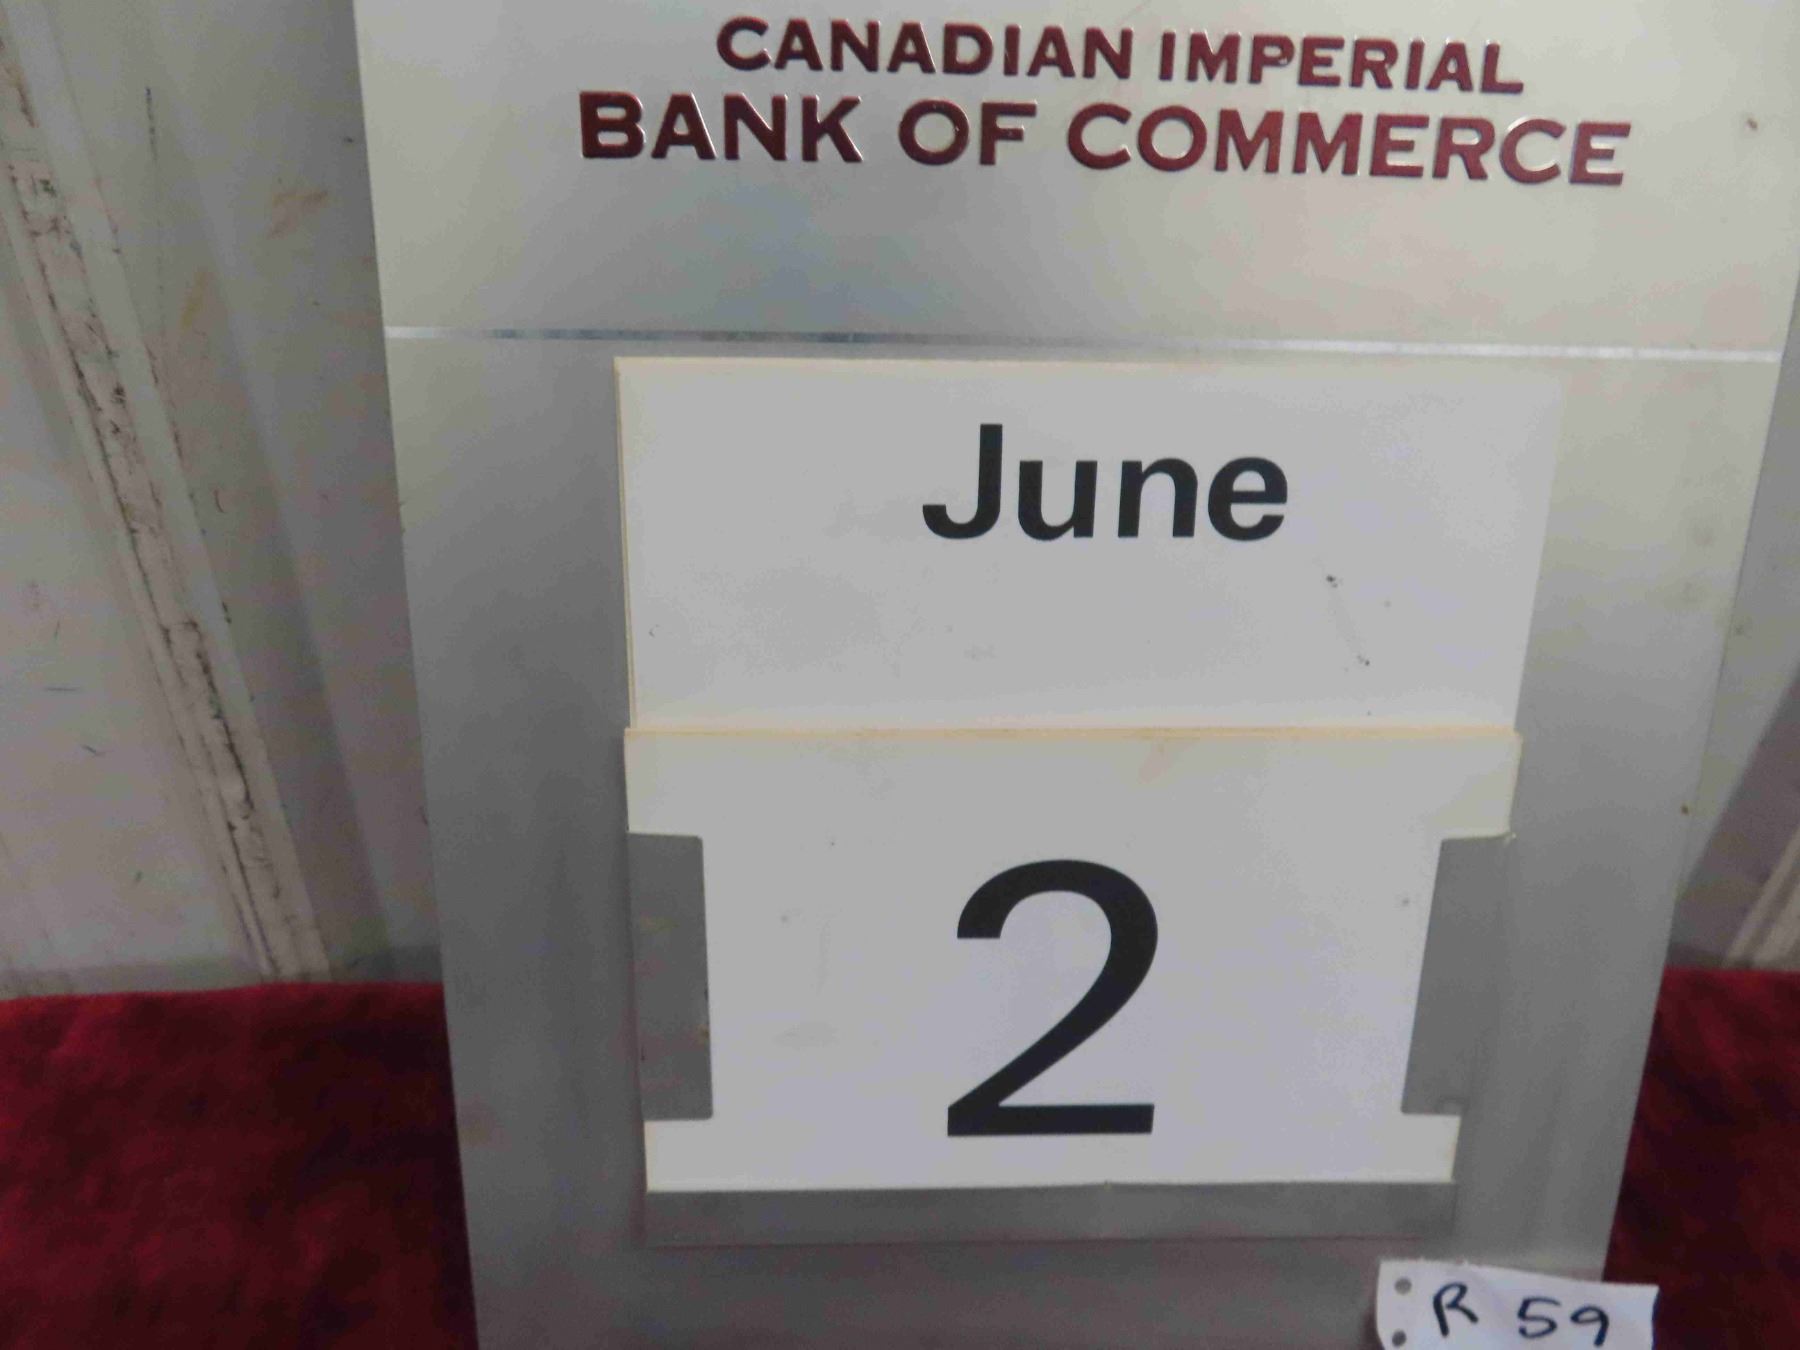 CANADIAN IMPERIAL
BANK OF COMMERCE
June
2
R 59